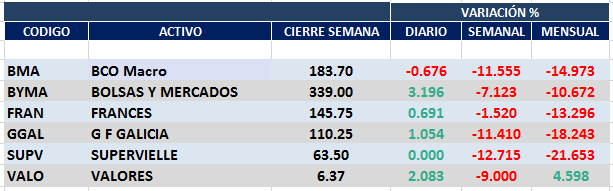 VARIACIÓN %
CODIGO ACTIVO CIERRE SEMANA DIARIO SEMANAL MENSUAL
BMA BCO Macro 183.70 -0.676 -11.555 -14.973
BYMA BOLSAS Y MERCADOS 339.00 3.196 -7.123 -10.672
FRAN FRANCES 145.75 0.691 -1.520 -13.296
GGAL G F GALICIA 110.25 1.054 -11.410 -18.243
SUPV SUPERVIELLE 63.50 0.000 -12.715 -21.653
VALO VALORES 6.37 2.083 -9.000 4.598